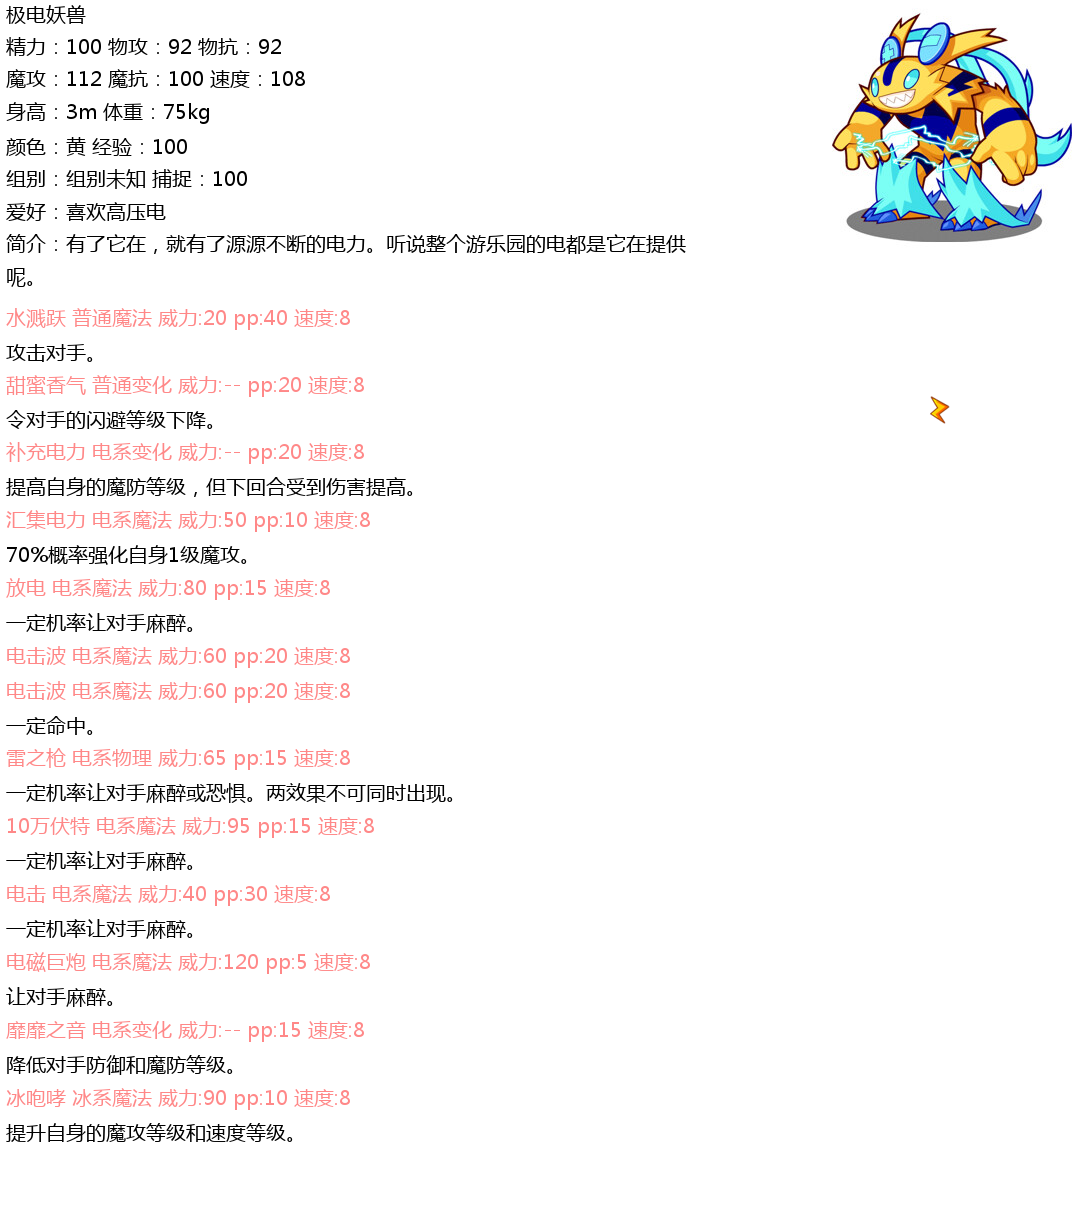 极电妖兽
精力：100 物攻：92 物抗：92
魔攻：112 魔抗：100 速度：108
身高：3m 体重：75kg
颜色：黄 经验：100
组别：组别未知 捕捉：100
爱好：喜欢高压电
简介：有了它在，就有了源源不断的电力。听说整个游乐园的电都是它在提供
呢。
水溅跃 普通魔法 威力:20 pp:40 速度:8
攻击对手。
甜蜜香气 普通变化 威力:-- pp:20 速度:8
令对手的闪避等级下降。
补充电力 电系变化 威力:-- pp:20 速度:8
提高自身的魔防等级，但下回合受到伤害提高。
汇集电力 电系魔法 威力:50 pp:10 速度:8
70%概率强化自身1级魔攻。
放电 电系魔法 威力:80 pp:15 速度:8
一定机率让对手麻醉。
电击波 电系魔法 威力:60 pp:20 速度:8
电击波 电系魔法 威力:60 pp:20 速度:8
一定命中。
雷之枪 电系物理 威力:65 pp:15 速度:8
一定机率让对手麻醉或恐惧。两效果不可同时出现。
10万伏特 电系魔法 威力:95 pp:15 速度:8
一定机率让对手麻醉。
电击 电系魔法 威力:40 pp:30 速度:8
一定机率让对手麻醉。
电磁巨炮 电系魔法 威力:120 pp:5 速度:8
让对手麻醉。
靡靡之音 电系变化 威力:-- pp:15 速度:8
降低对手防御和魔防等级。
冰咆哮 冰系魔法 威力:90 pp:10 速度:8
提升自身的魔攻等级和速度等级。